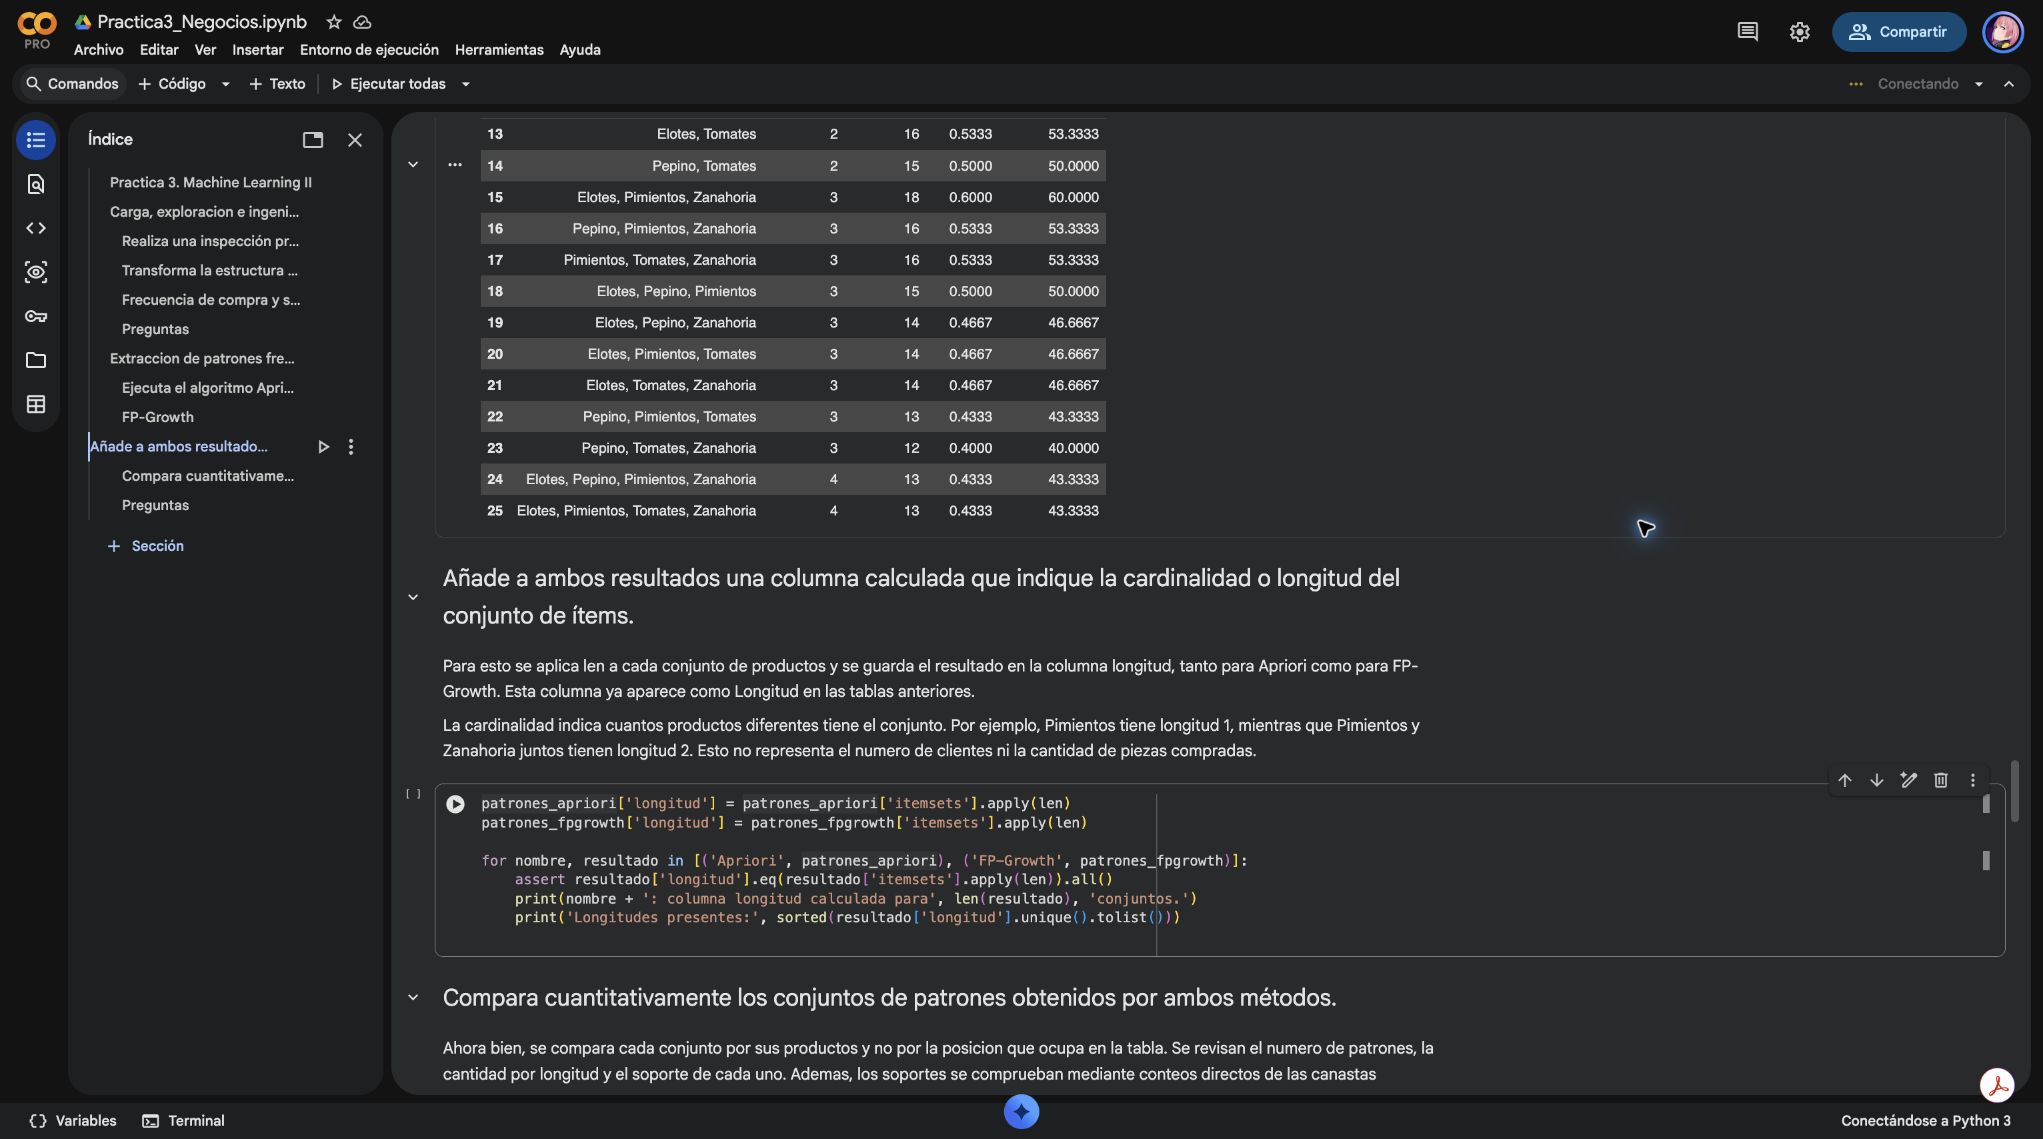 CO PRO
Practica3_Negocios.ipynb
Archivo Editar Ver Insertar Entorno de ejecución Herramientas Ayuda
Compartir
Comandos + Código + Texto Ejecutar todas
Conectando
Índice
Practica 3. Machine Learning II
Carga, exploracion e ingeni...
Realiza una inspección pr...
Transforma la estructura ...
Frecuencia de compra y s...
Preguntas
Extraccion de patrones fre...
Ejecuta el algoritmo Apri...
FP-Growth
Añade a ambos resultado...
Compara cuantitativame...
Preguntas
+ Sección
13 Elotes, Tomates 2 16 0.5333 53.3333
14 Pepino, Tomates 2 15 0.5000 50.0000
15 Elotes, Pimientos, Zanahoria 3 18 0.6000 60.0000
16 Pepino, Pimientos, Zanahoria 3 16 0.5333 53.3333
17 Pimientos, Tomates, Zanahoria 3 16 0.5333 53.3333
18 Elotes, Pepino, Pimientos 3 15 0.5000 50.0000
19 Elotes, Pepino, Zanahoria 3 14 0.4667 46.6667
20 Elotes, Pimientos, Tomates 3 14 0.4667 46.6667
21 Elotes, Tomates, Zanahoria 3 14 0.4667 46.6667
22 Pepino, Pimientos, Tomates 3 13 0.4333 43.3333
23 Pepino, Tomates, Zanahoria 3 12 0.4000 40.0000
24 Elotes, Pepino, Pimientos, Zanahoria 4 13 0.4333 43.3333
25 Elotes, Pimientos, Tomates, Zanahoria 4 13 0.4333 43.3333
Añade a ambos resultados una columna calculada que indique la cardinalidad o longitud del
conjunto de ítems.
Para esto se aplica len a cada conjunto de productos y se guarda el resultado en la columna longitud, tanto para Apriori como para FP-
Growth. Esta columna ya aparece como Longitud en las tablas anteriores.
La cardinalidad indica cuantos productos diferentes tiene el conjunto. Por ejemplo, Pimientos tiene longitud 1, mientras que Pimientos y
Zanahoria juntos tienen longitud 2. Esto no representa el numero de clientes ni la cantidad de piezas compradas.
[ ]
patrones_apriori['longitud'] = patrones_apriori['itemsets'].apply(len)
patrones_fpgrowth['longitud'] = patrones_fpgrowth['itemsets'].apply(len)
for nombre, resultado in [('Apriori', patrones_apriori), ('FP-Growth', patrones_fpgrowth)]:
assert resultado['longitud'].eq(resultado['itemsets'].apply(len)).all()
print(nombre + ': columna longitud calculada para', len(resultado), 'conjuntos.')
print('Longitudes presentes:', sorted(resultado['longitud'].unique().tolist()))
Compara cuantitativamente los conjuntos de patrones obtenidos por ambos métodos.
Ahora bien, se compara cada conjunto por sus productos y no por la posicion que ocupa en la tabla. Se revisan el numero de patrones, la
cantidad por longitud y el soporte de cada uno. Ademas, los soportes se comprueban mediante conteos directos de las canastas
Variables Terminal
Conectándose a Python 3